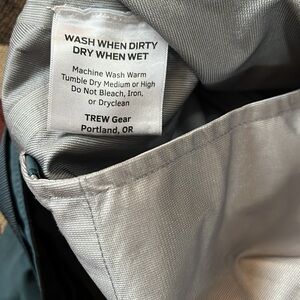 WASH WHEN DIRTY
DRY WHEN WET
Machine Wash Warm
Tumble Dry Medium or High
Do Not Bleach, Iron,
or Dryclean
TREW Gear
Portland, OR